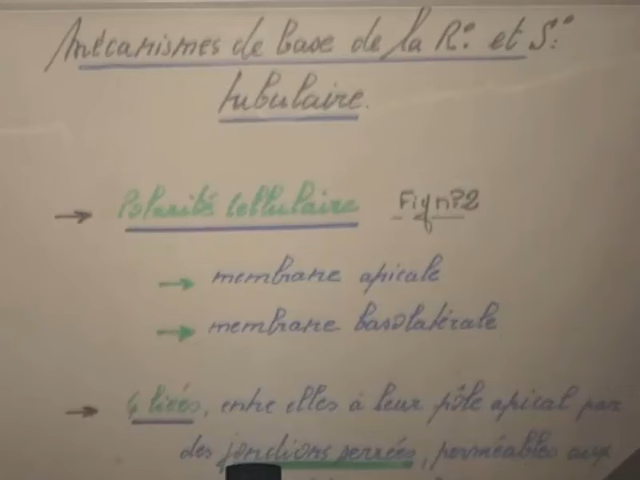 Mécanismes de base de la R° et S°
tubulaire.
→ Polarité cellulaire Fig n°2
→ membrane apicale
→ membrane basolatérale
→ liées, entre elles à leur pôle apical par
des jonctions serrées, perméables aux